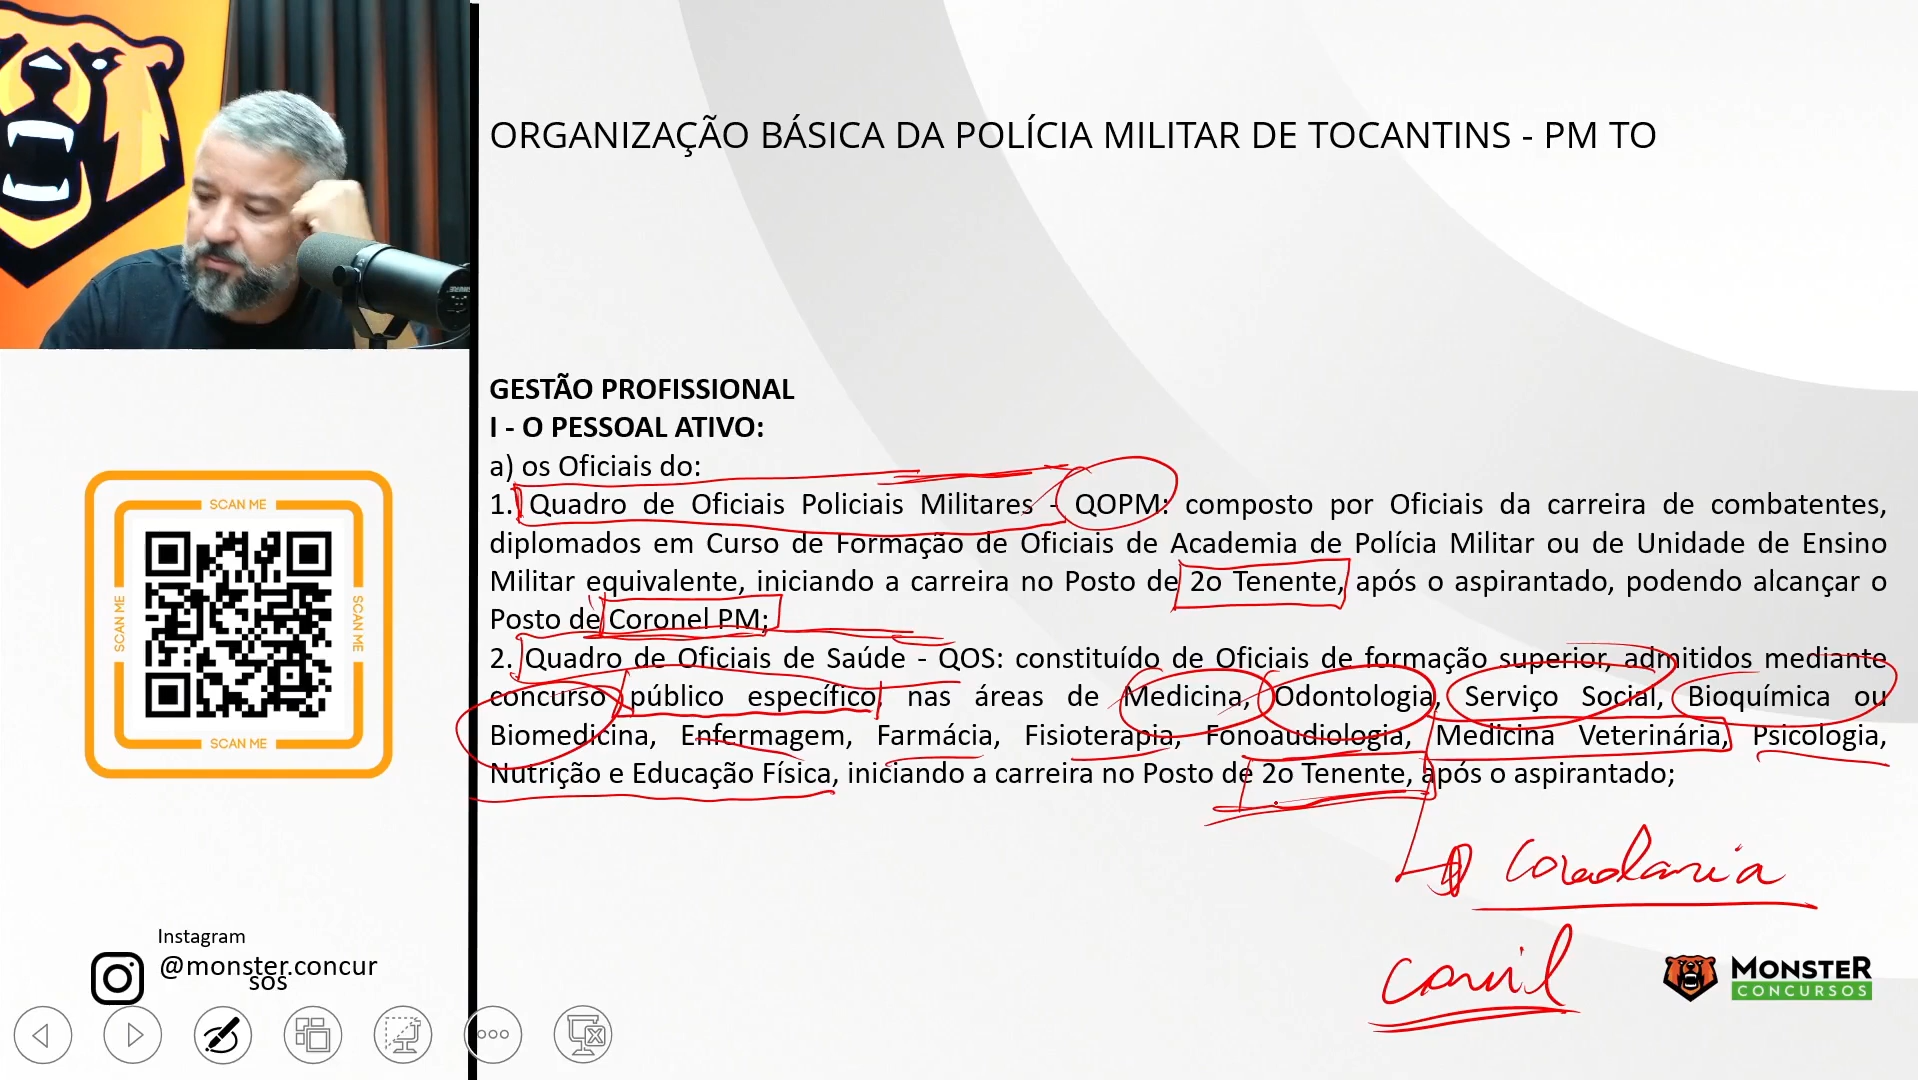 ORGANIZAÇÃO BÁSICA DA POLÍCIA MILITAR DE TOCANTINS - PM TO
GESTÃO PROFISSIONAL
I - O PESSOAL ATIVO:
a) os Oficiais do:
1. Quadro de Oficiais Policiais Militares - QOPM: composto por Oficiais da carreira de combatentes,
diplomados em Curso de Formação de Oficiais de Academia de Polícia Militar ou de Unidade de Ensino
Militar equivalente, iniciando a carreira no Posto de 2o Tenente, após o aspirantado, podendo alcançar o
Posto de Coronel PM;
2. Quadro de Oficiais de Saúde - QOS: constituído de Oficiais de formação superior, admitidos mediante
concurso público específico, nas áreas de Medicina, Odontologia, Serviço Social, Bioquímica ou
Biomedicina, Enfermagem, Farmácia, Fisioterapia, Fonoaudiologia, Medicina Veterinária, Psicologia,
Nutrição e Educação Física, iniciando a carreira no Posto de 2o Tenente, após o aspirantado;
SCAN ME
SCAN ME
SCAN ME
SCAN ME
Instagram
@monster.concur
sos
MONSTER
CONCURSOS